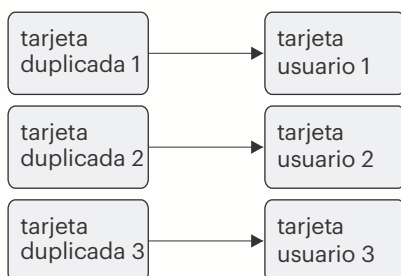 tarjeta
duplicada 1
tarjeta
usuario 1
tarjeta
duplicada 2
tarjeta
usuario 2
tarjeta
duplicada 3
tarjeta
usuario 3